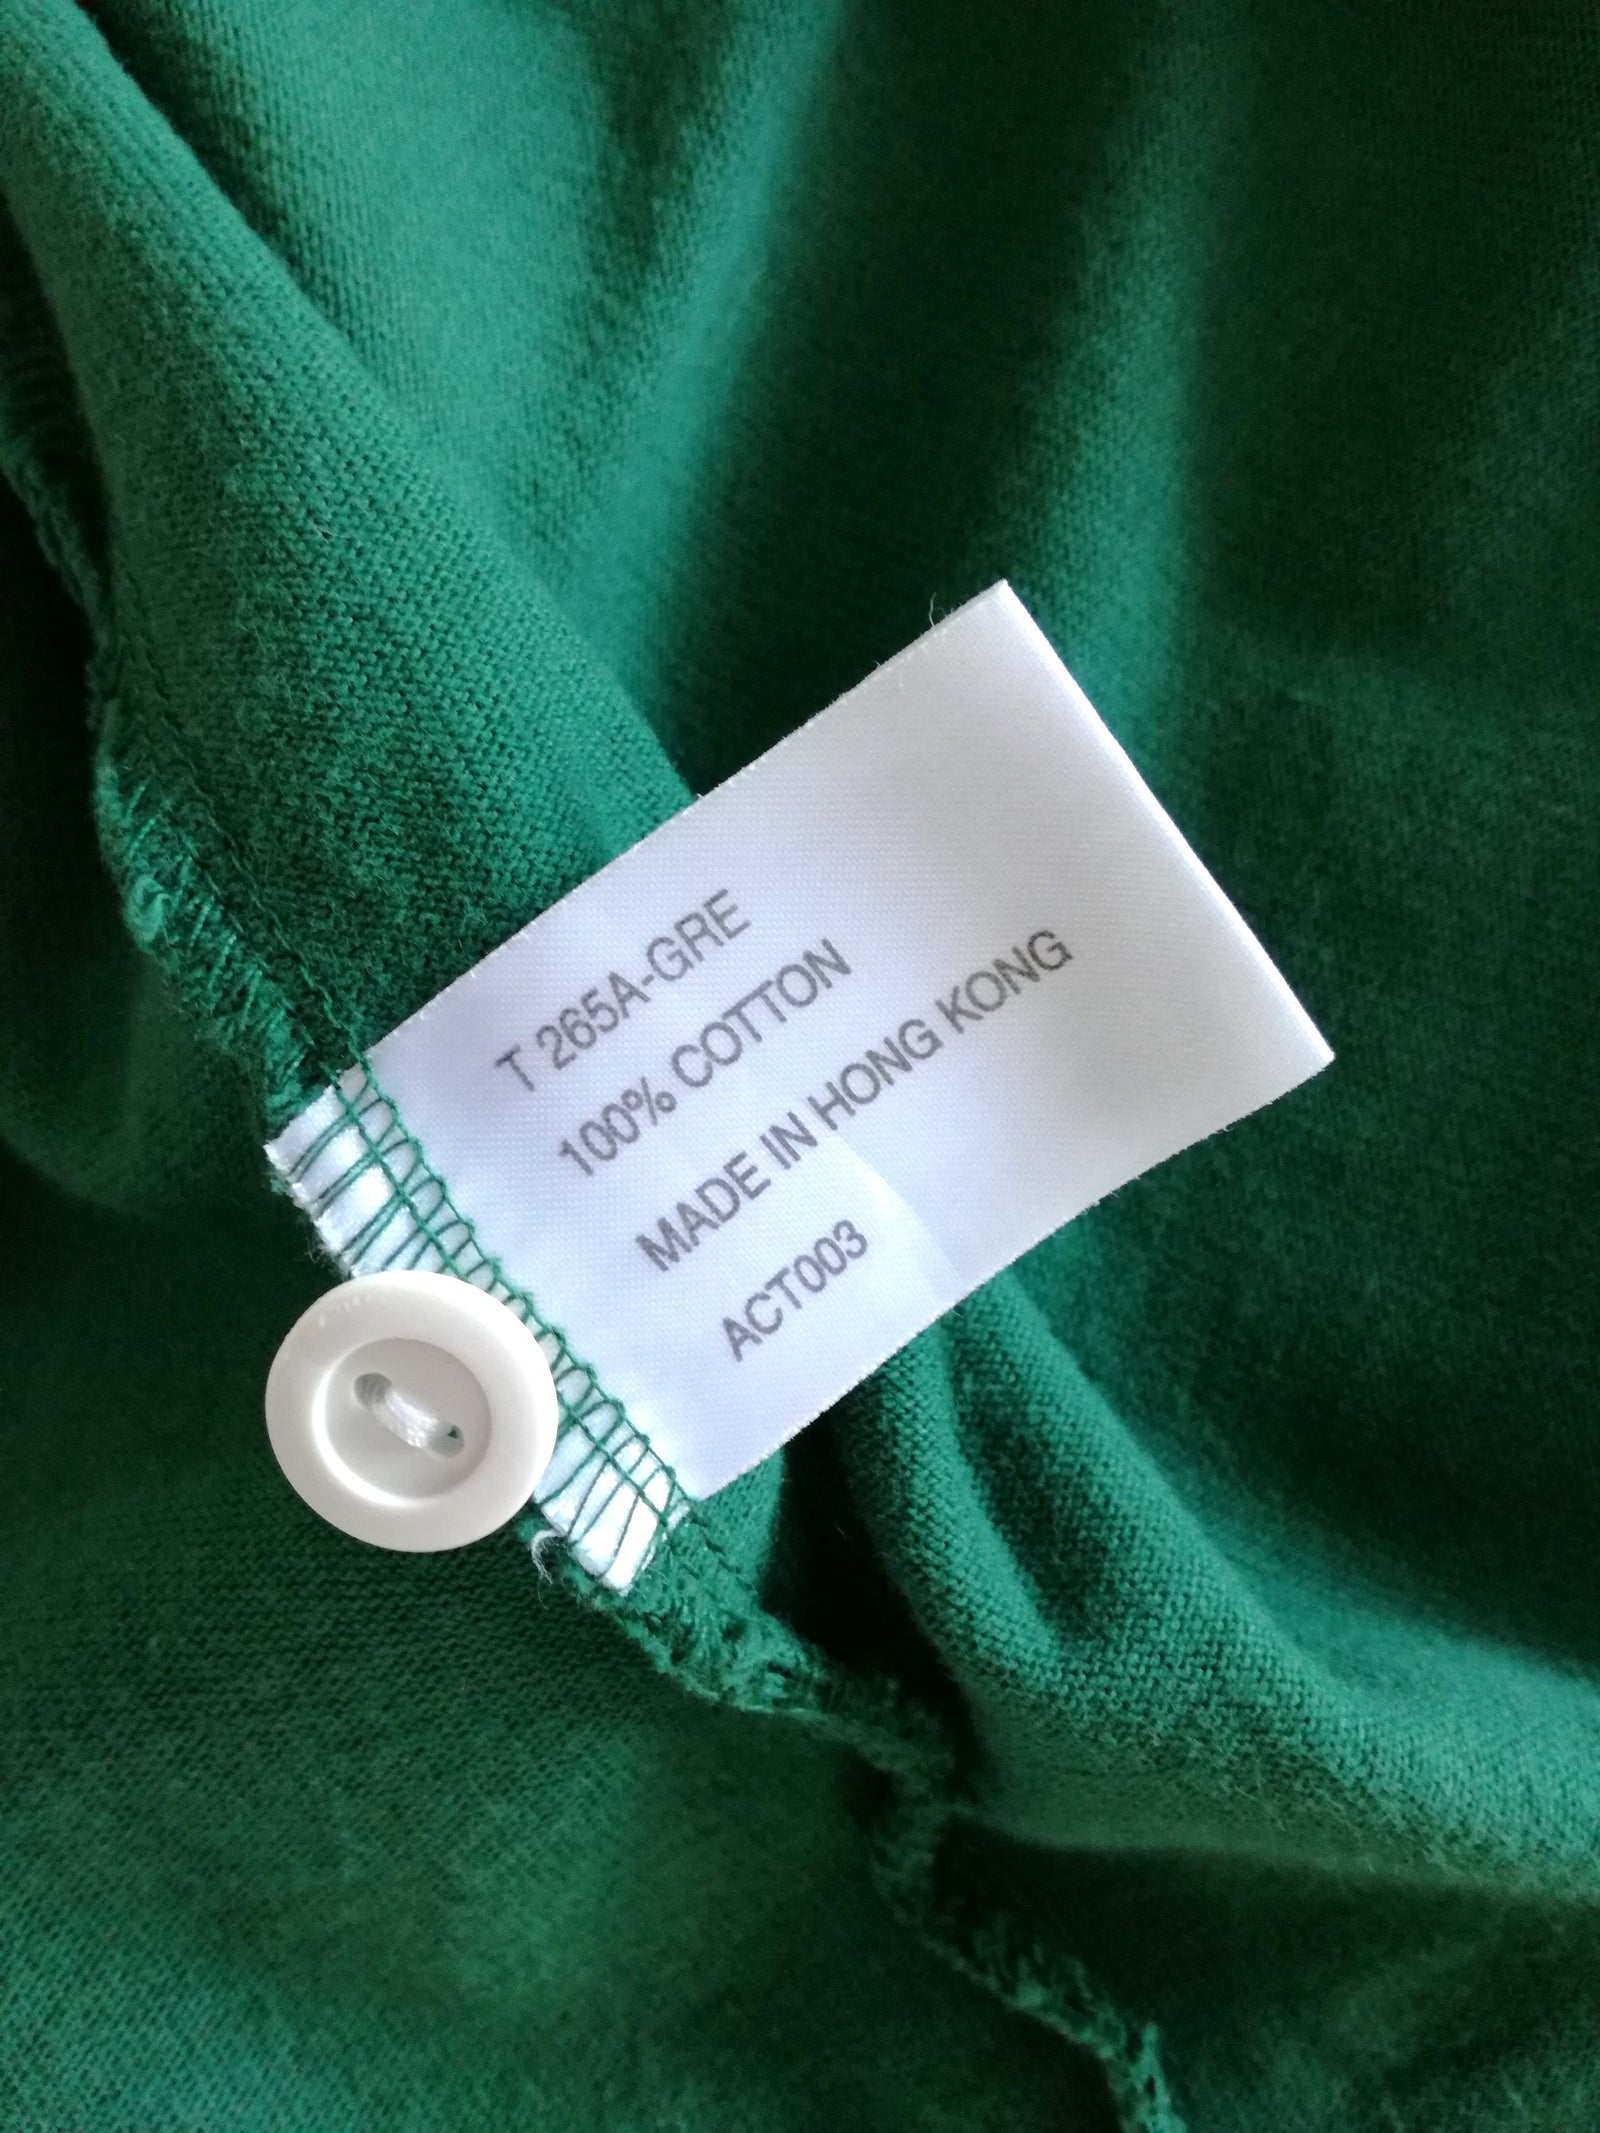 T 265A-GRE
100% COTTON
MADE IN HONG KONG
ACT003